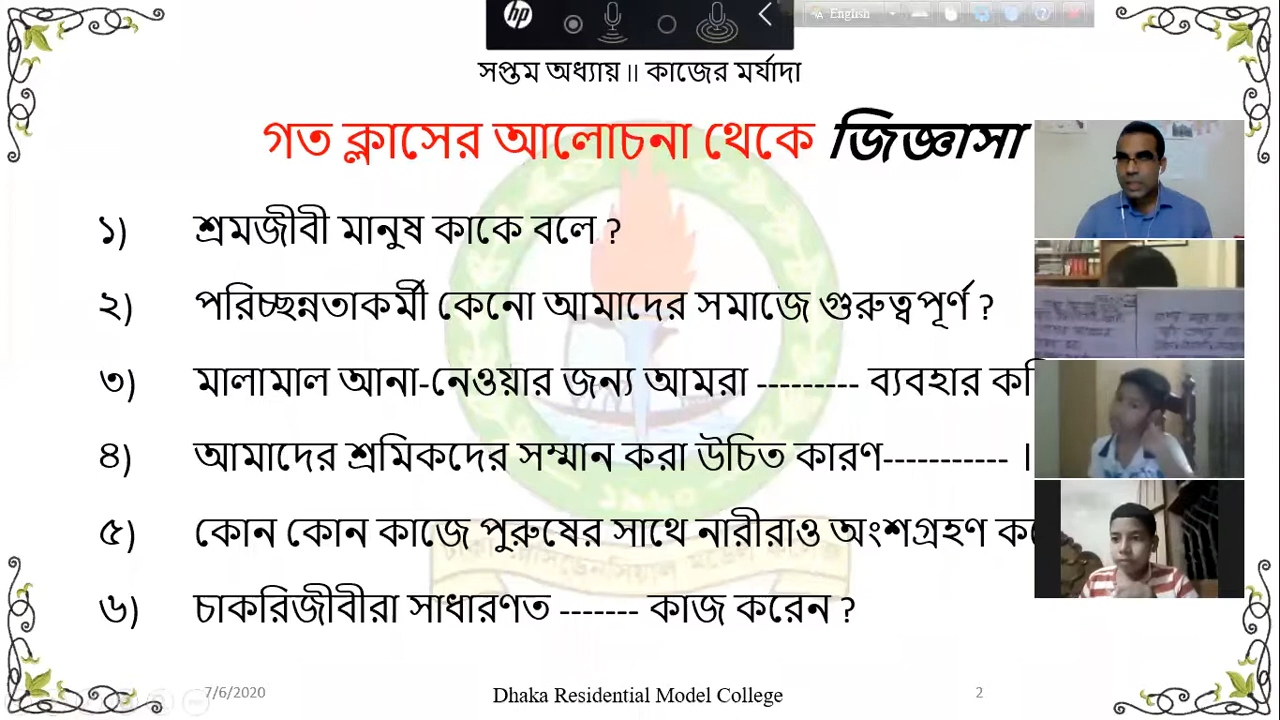 hp
English
সপ্তম অধ্যায় ৷৷ কাজের মর্যাদা
গত ক্লাসের আলোচনা থেকে জিজ্ঞাসা
১) শ্রমজীবী মানুষ কাকে বলে ?
২) পরিচ্ছন্নতাকর্মী কেনো আমাদের সমাজে গুরুত্বপূর্ণ ?
৩) মালামাল আনা-নেওয়ার জন্য আমরা --------- ব্যবহার
৪) আমাদের শ্রমিকদের সম্মান করা উচিত কারণ----------- ।
৫) কোন কোন কাজে পুরুষের সাথে নারীরাও অংশগ্রহণ
৬) চাকরিজীবীরা সাধারণত ------- কাজ করেন ?
7/6/2020 Dhaka Residential Model College 2